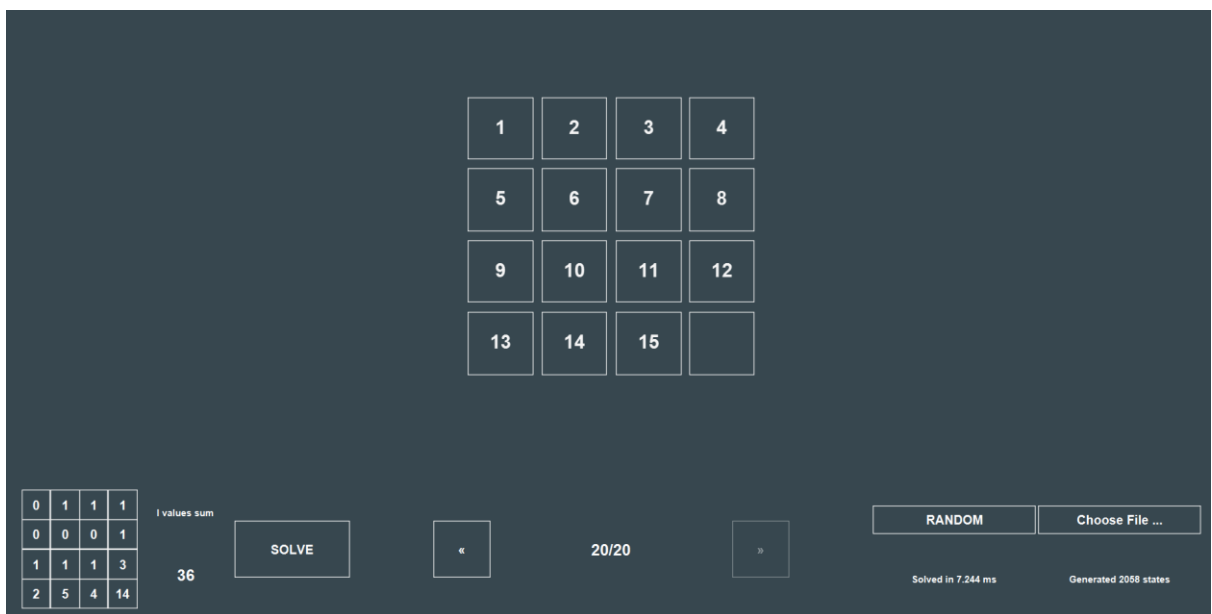 1 2 3 4
5 6 7 8
9 10 11 12
13 14 15
0 1 1 1
0 0 0 1
1 1 1 3
2 5 4 14
I values sum
36
SOLVE
«
20/20
»
RANDOM
Choose File ...
Solved in 7.244 ms
Generated 2058 states